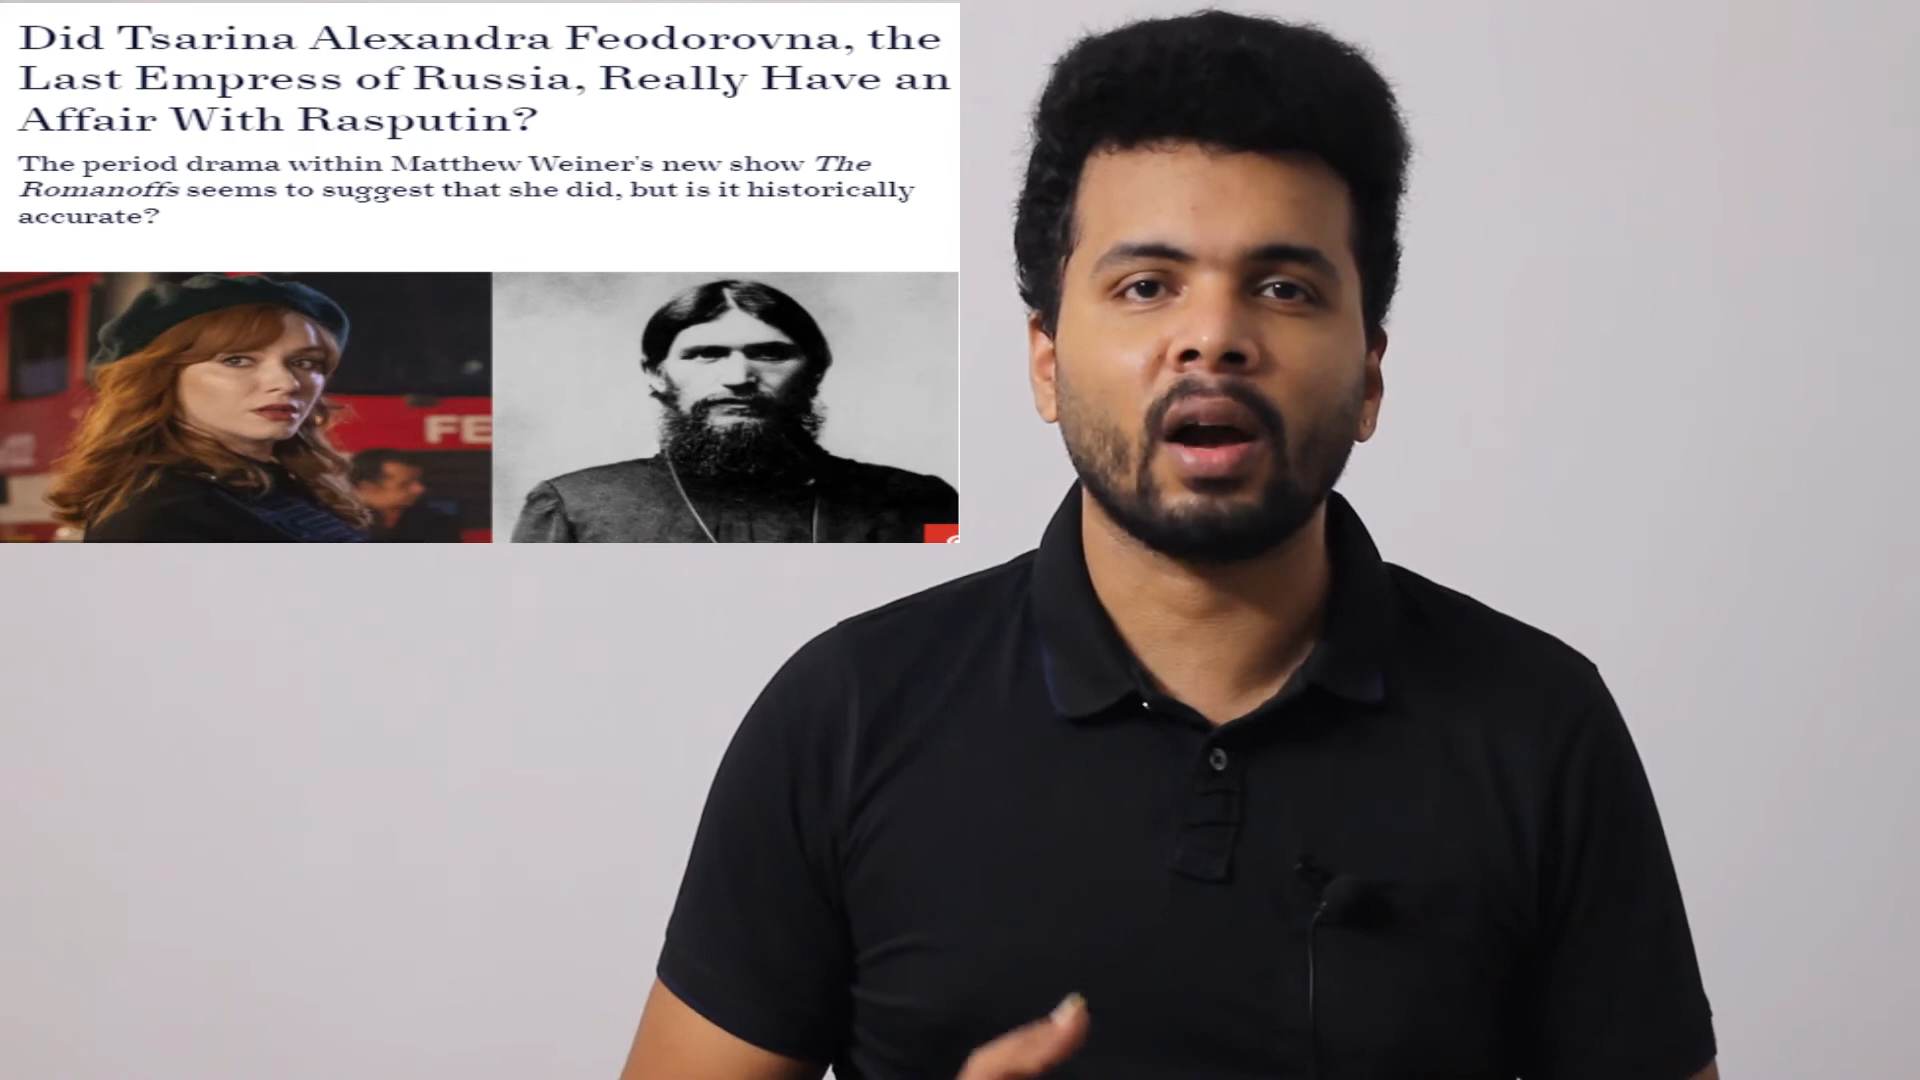 Did Tsarina Alexandra Feodorovna, the
Last Empress of Russia, Really Have an
Affair With Rasputin?
The period drama within Matthew Weiner's new show The
Romanoffs seems to suggest that she did, but is it historically
accurate?
FE